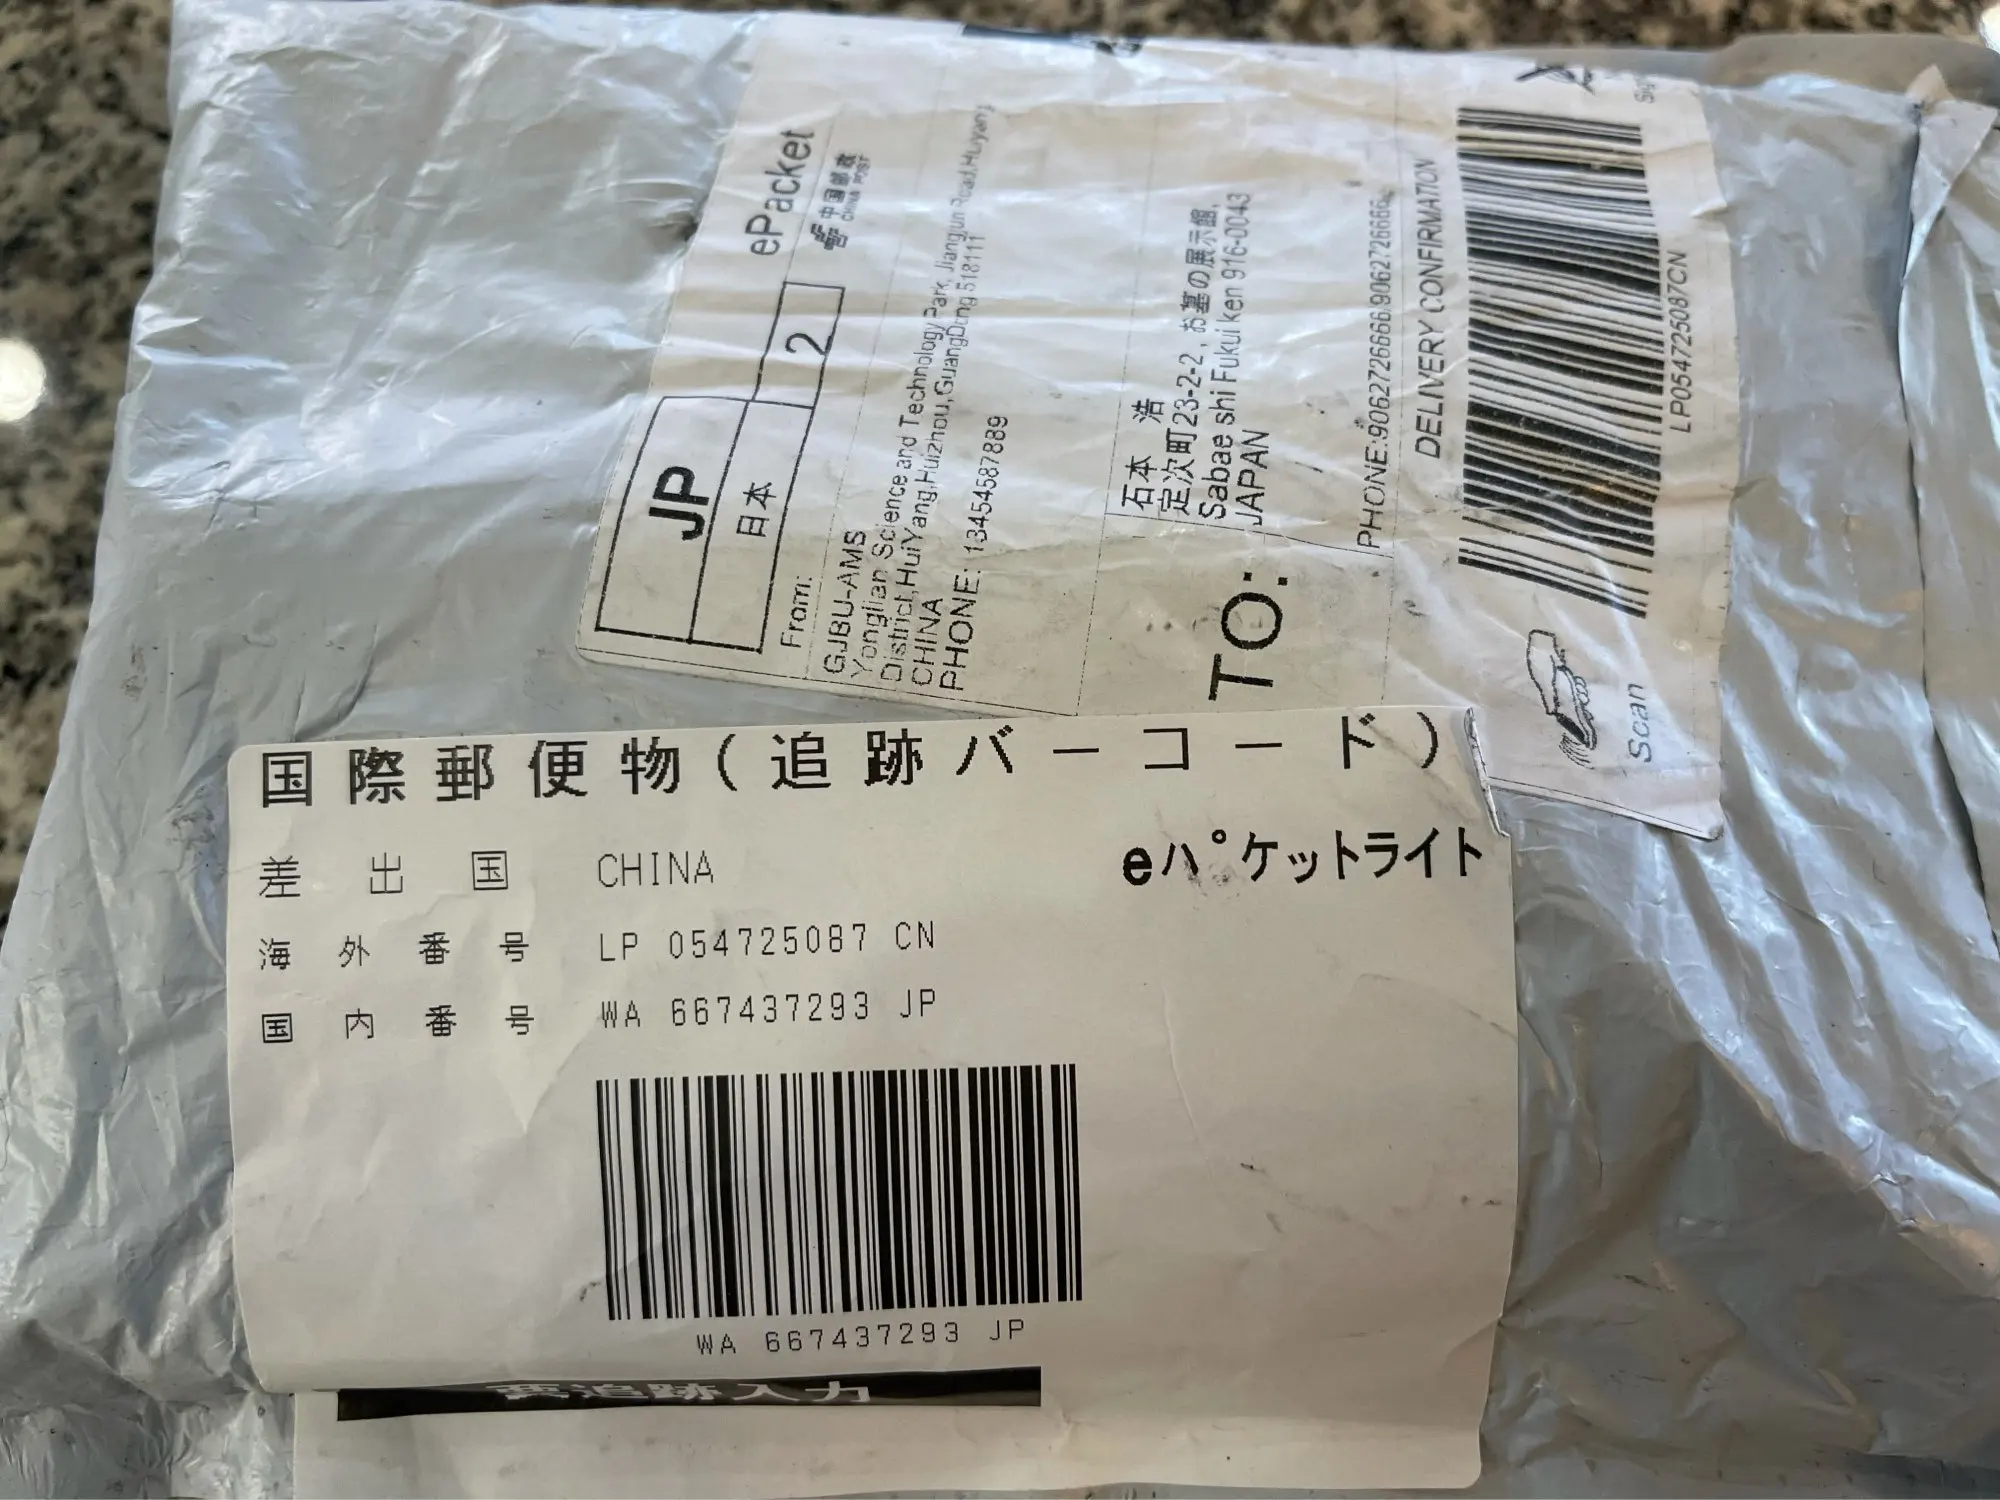 ePacket
中国邮政
CHINA POST
JP
日本
2
From:
GJBU-AMS
Yonglian Science and Technology Park, Jiangjun Road,Huiyang
District,HuiYang,Huizhou,GuangDong 518111
CHINA
PHONE: 13454587889
TO:
石本 浩
定次町23-2-2, お墓の展示館,
Sabae shi Fukui ken 916-0043
JAPAN
PHONE:9062726666/9062726666
DELIVERY CONFIRMATION
LP054725087CN
Scan
国際郵便物(追跡バーコード)
差出国 CHINA
eパケットライト
海外番号 LP 054725087 CN
国内番号 WA 667437293 JP
WA 667437293 JP
要追跡入力